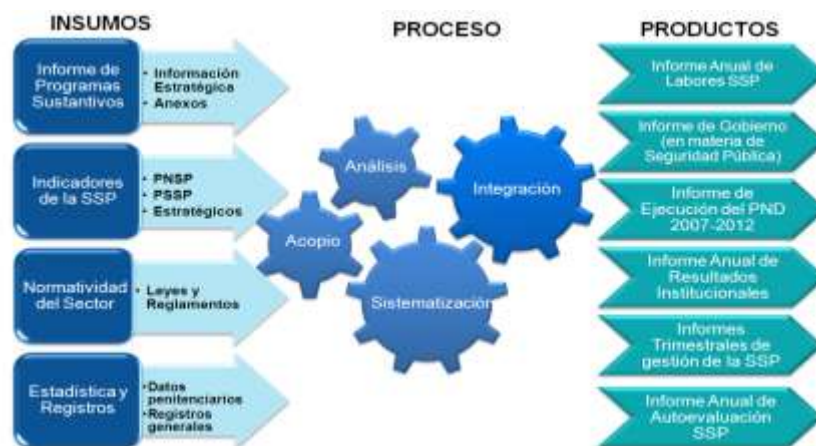 INSUMOS
PROCESO
PRODUCTOS
Informe de
Programas
Sustantivos
• Información
Estratégica
• Anexos
Indicadores
de la SSP
• PNSP
• PSSP
• Estratégicos
Normatividad
del Sector
• Leyes y
Reglamentos
Estadística y
Registros
•Datos
penitenciarios
•Registros
generales
Análisis
Integración
Acopio
Sistematización
Informe Anual de
Labores SSP
Informe de Gobierno
(en materia de
Seguridad Pública)
Informe de
Ejecución del PND
2007-2012
Informe Anual de
Resultados
Institucionales
Informes
Trimestrales de
gestión de la SSP
Informe Anual de
Autoevaluación
SSP